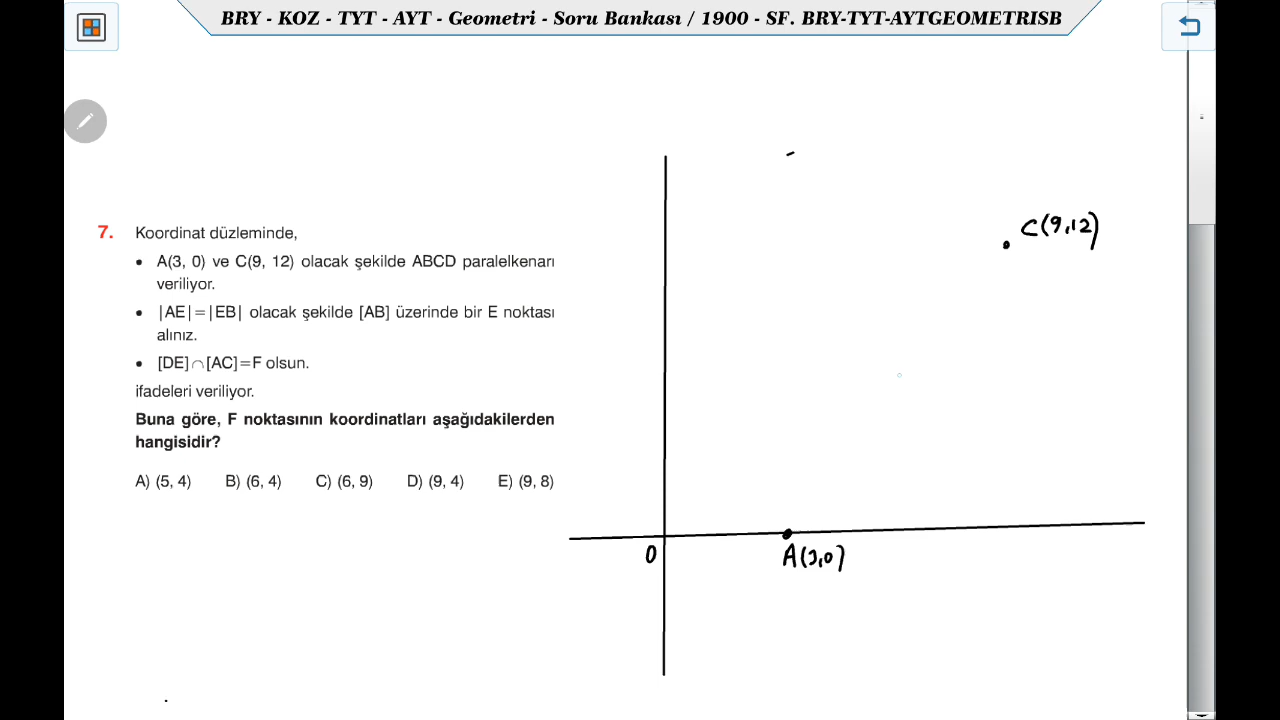 BRY - KOZ - TYT - AYT - Geometri - Soru Bankası / 1900 - SF. BRY-TYT-AYTGEOMETRISB
7. Koordinat düzleminde,
• A(3, 0) ve C(9, 12) olacak şekilde ABCD paralelkenarı
veriliyor.
• |AE|=|EB| olacak şekilde [AB] üzerinde bir E noktası
alınız.
• [DE]∩[AC]=F olsun.
ifadeleri veriliyor.
Buna göre, F noktasının koordinatları aşağıdakilerden
hangisidir?
A) (5, 4) B) (6, 4) C) (6, 9) D) (9, 4) E) (9, 8)
C(9,12)
0
A(3,0)